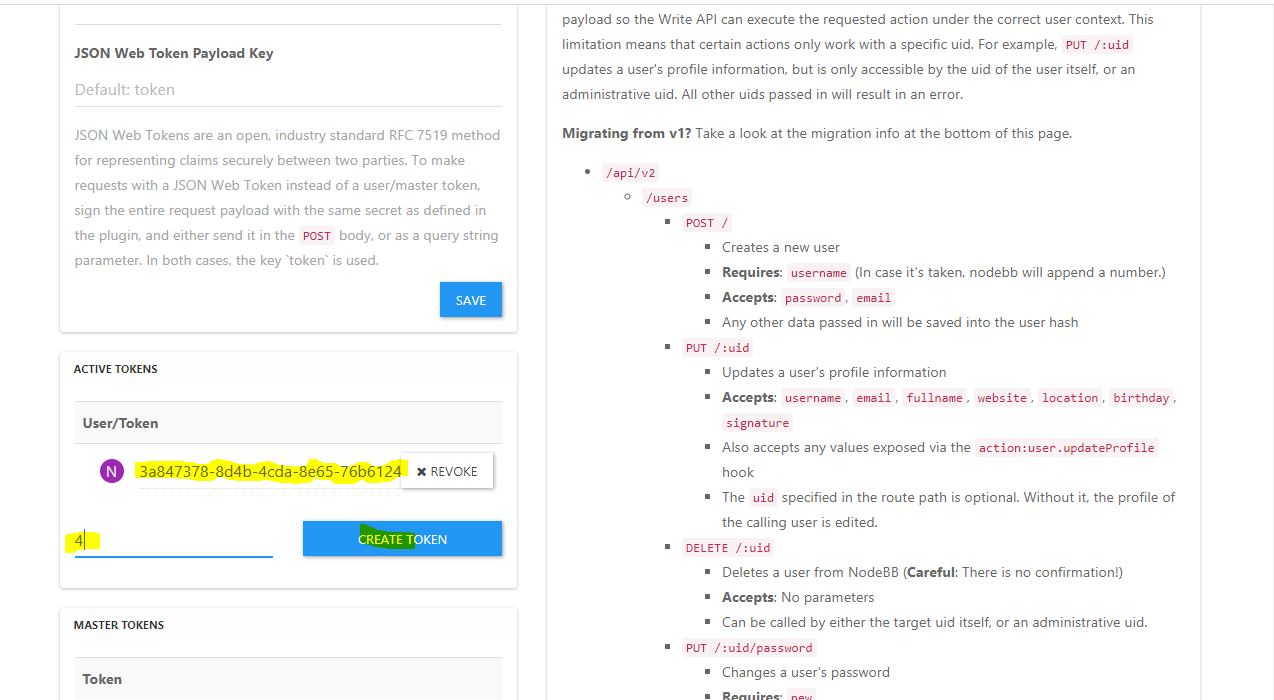 JSON Web Token Payload Key
Default: token
JSON Web Tokens are an open, industry standard RFC 7519 method
for representing claims securely between two parties. To make
requests with a JSON Web Token instead of a user/master token,
sign the entire request payload with the same secret as defined in
the plugin, and either send it in the POST body, or as a query string
parameter. In both cases, the key `token` is used.
SAVE
ACTIVE TOKENS
User/Token
N 3a847378-8d4b-4cda-8e65-76b6124 ✖ REVOKE
4
CREATE TOKEN
MASTER TOKENS
Token
payload so the Write API can execute the requested action under the correct user context. This
limitation means that certain actions only work with a specific uid. For example, PUT /:uid
updates a user's profile information, but is only accessible by the uid of the user itself, or an
administrative uid. All other uids passed in will result in an error.
Migrating from v1? Take a look at the migration info at the bottom of this page.
/api/v2
/users
POST /
Creates a new user
Requires: username (In case it's taken, nodebb will append a number.)
Accepts: password, email
Any other data passed in will be saved into the user hash
PUT /:uid
Updates a user's profile information
Accepts: username, email, fullname, website, location, birthday,
signature
Also accepts any values exposed via the action:user.updateProfile
hook
The uid specified in the route path is optional. Without it, the profile of
the calling user is edited.
DELETE /:uid
Deletes a user from NodeBB (Careful: There is no confirmation!)
Accepts: No parameters
Can be called by either the target uid itself, or an administrative uid.
PUT /:uid/password
Changes a user's password
Requires: new